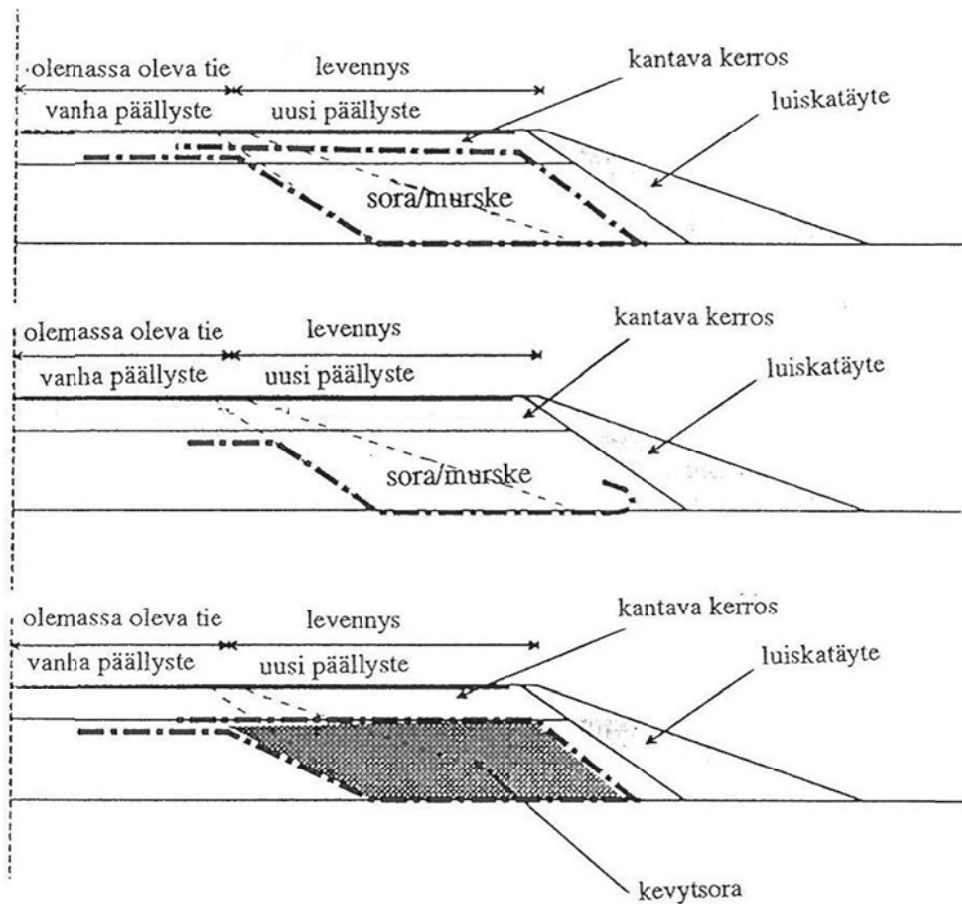 olemassa oleva tie levennys kantava kerros
vanha päällyste uusi päällyste luiskatäyte
sora/murske
olemassa oleva tie levennys kantava kerros
vanha päällyste uusi päällyste luiskatäyte
sora/murske
olemassa oleva tie levennys kantava kerros
vanha päällyste uusi päällyste luiskatäyte
kevytsora